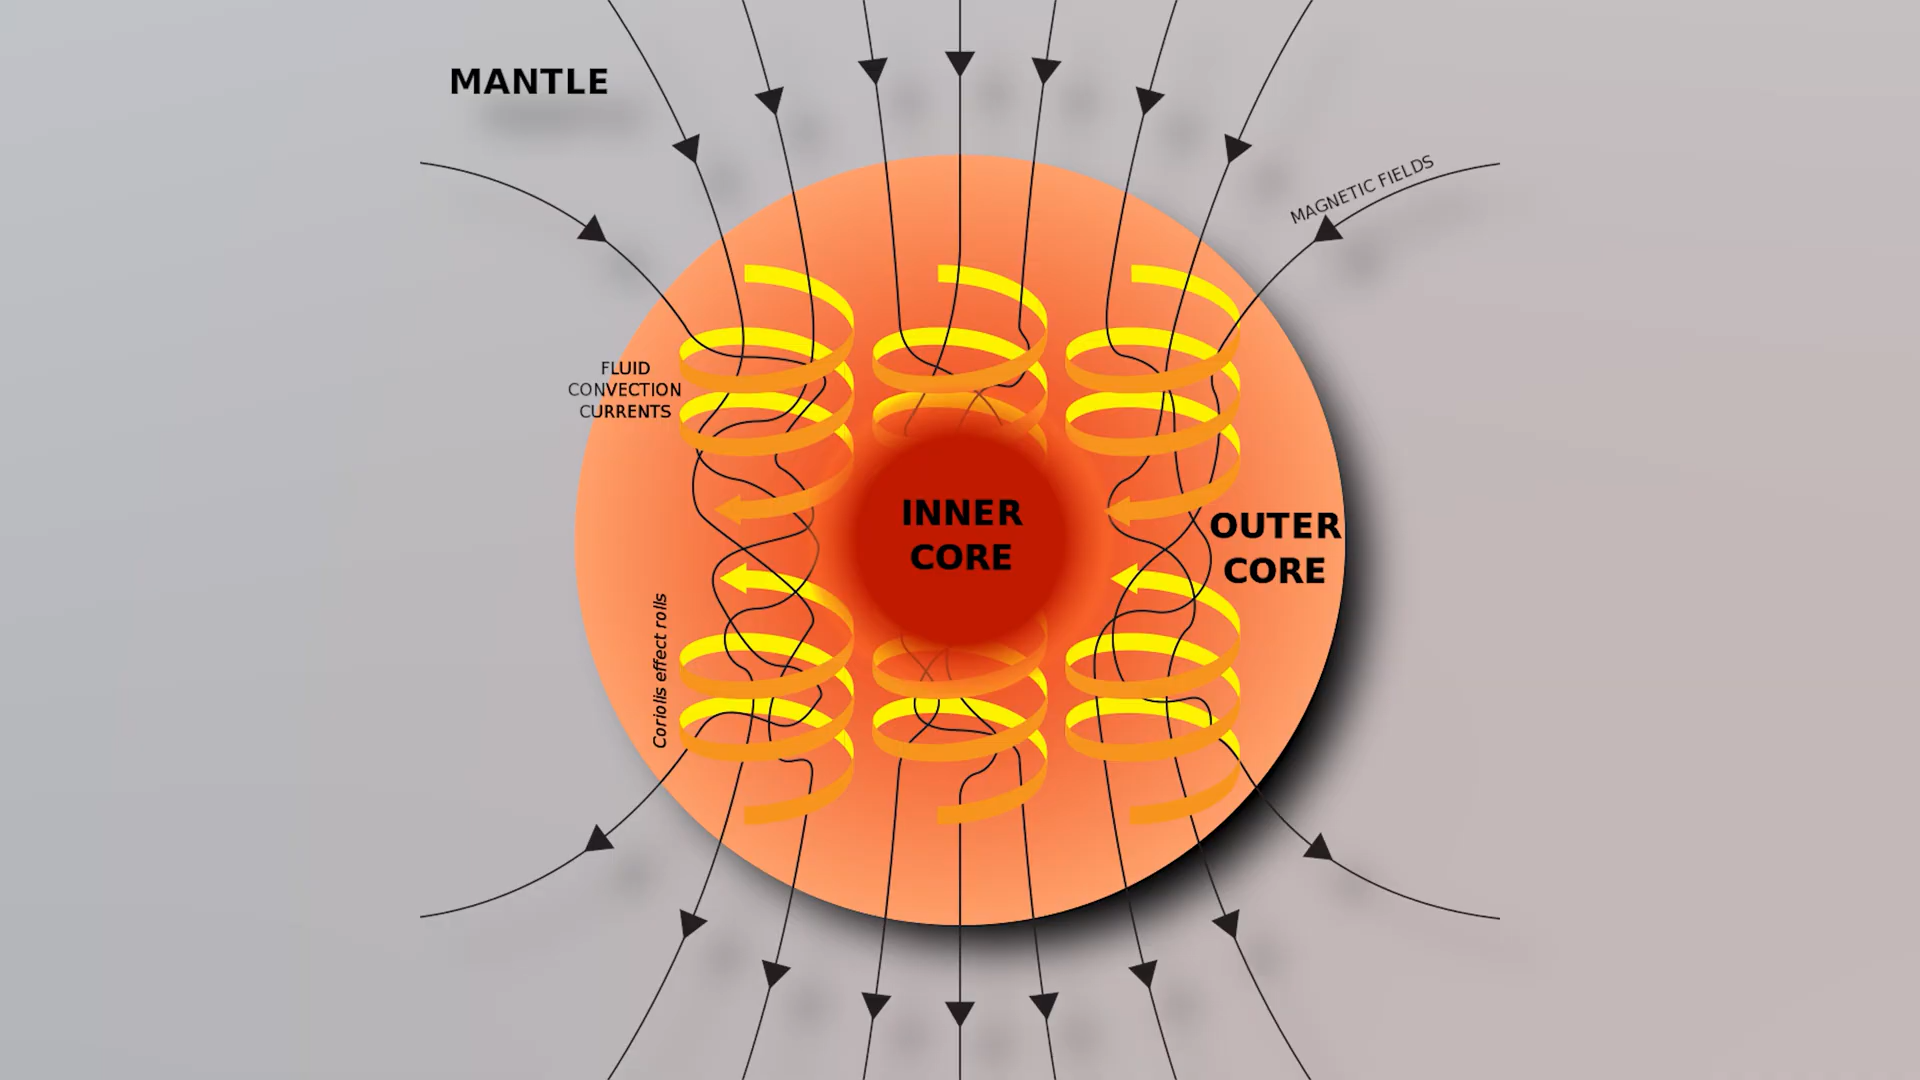 MANTLE
MAGNETIC FIELDS
FLUID
CONVECTION
CURRENTS
INNER
CORE
OUTER
CORE
Coriolis effect rolls